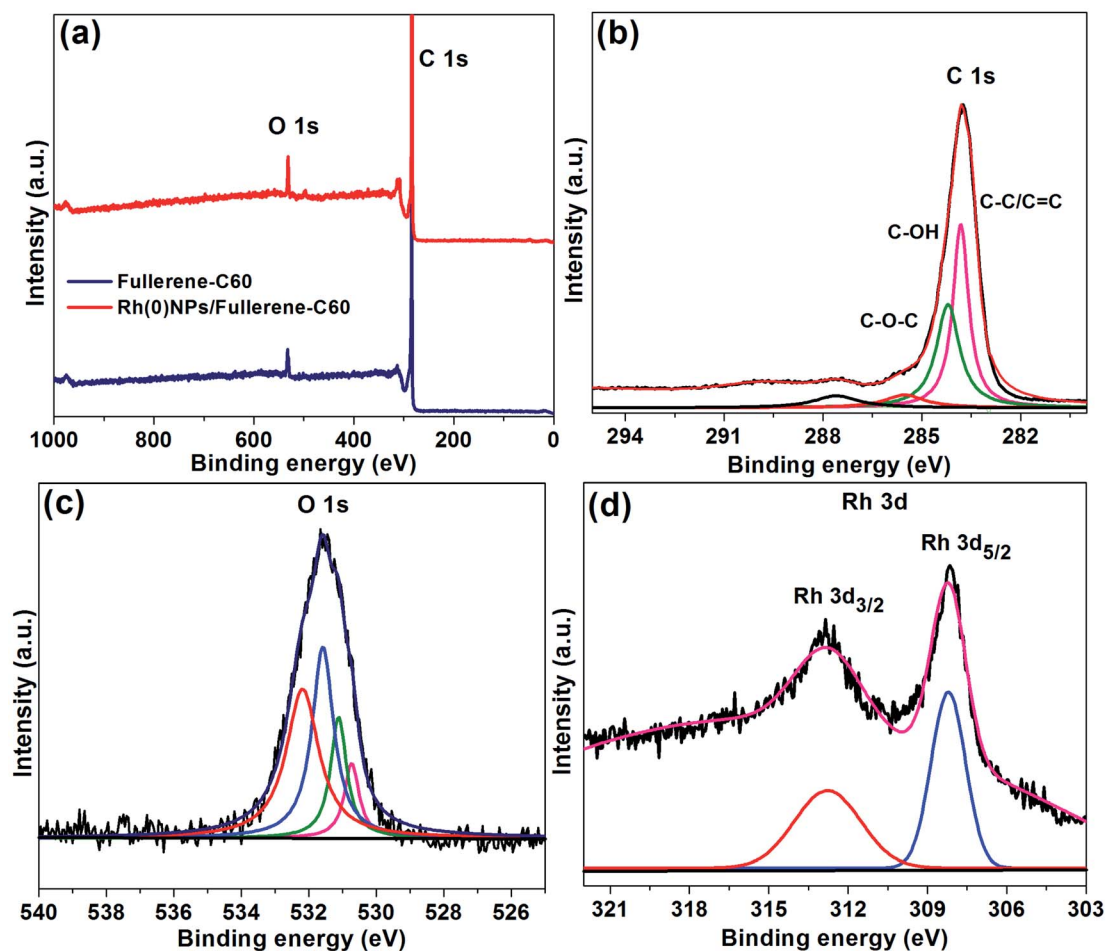 (a)
C 1s
O 1s
Fullerene-C60
Rh(0)NPs/Fullerene-C60
Intensity (a.u.)
1000 800 600 400 200 0
Binding energy (eV)
(b)
C 1s
C-C/C=C
C-OH
C-O-C
Intensity (a.u.)
294 291 288 285 282
Binding energy (eV)
(c)
O 1s
Intensity (a.u.)
540 538 536 534 532 530 528 526
Binding energy (eV)
(d)
Rh 3d
Rh 3d5/2
Rh 3d3/2
Intensity (a.u.)
321 318 315 312 309 306 303
Binding energy (eV)